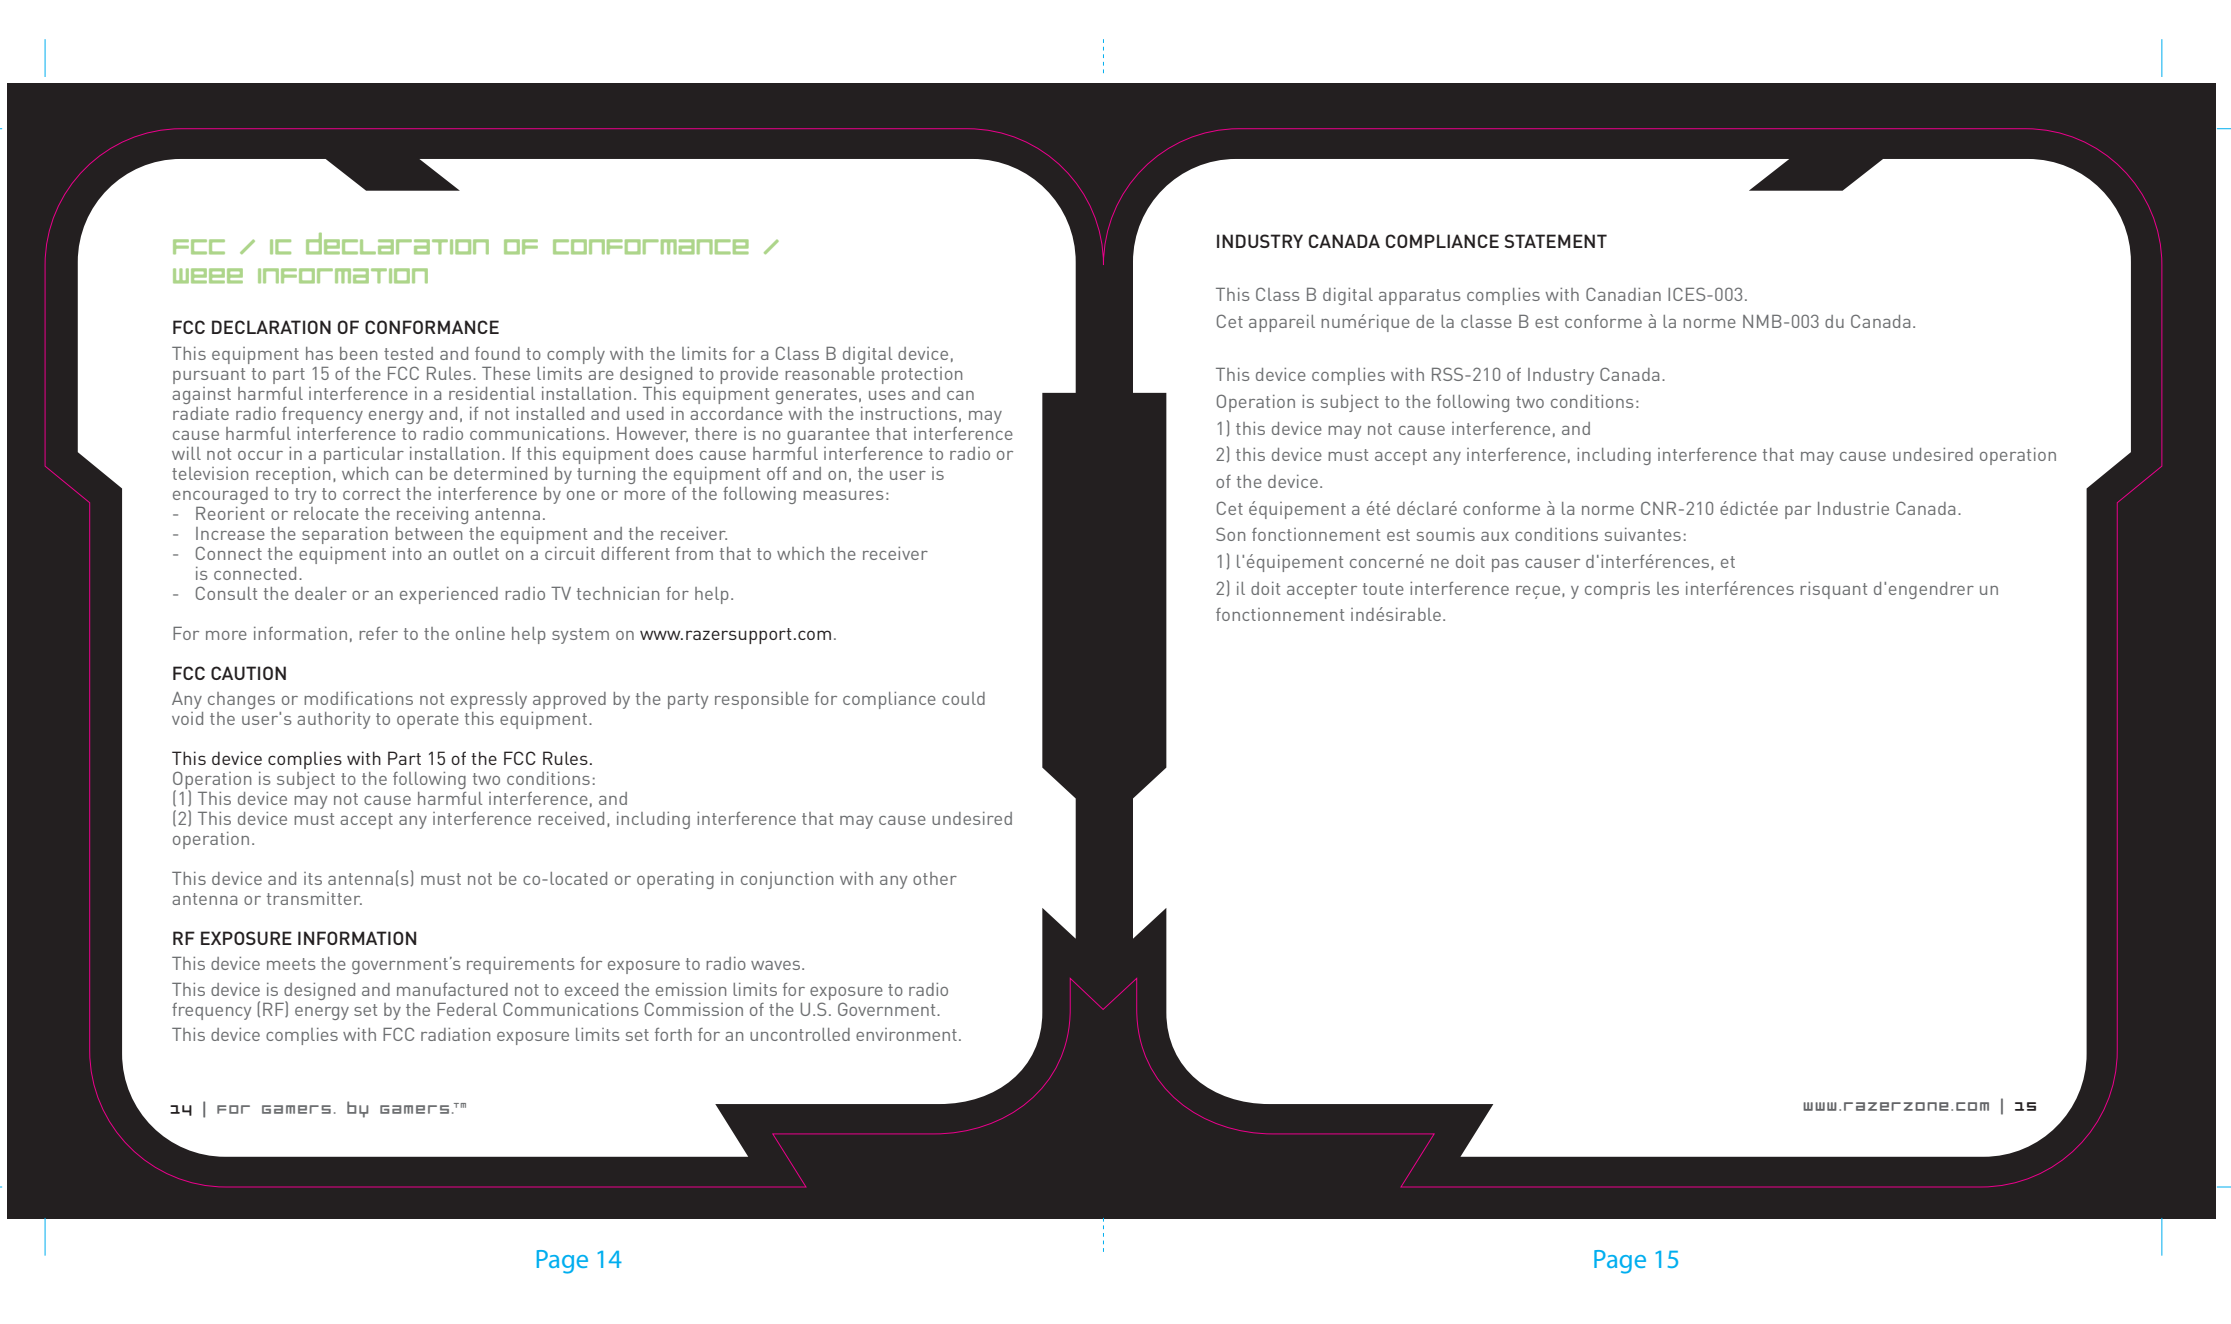 FCC / IC Declaration of Conformance /
WEEE Information
FCC DECLARATION OF CONFORMANCE
This equipment has been tested and found to comply with the limits for a Class B digital device,
pursuant to part 15 of the FCC Rules. These limits are designed to provide reasonable protection
against harmful interference in a residential installation. This equipment generates, uses and can
radiate radio frequency energy and, if not installed and used in accordance with the instructions, may
cause harmful interference to radio communications. However, there is no guarantee that interference
will not occur in a particular installation. If this equipment does cause harmful interference to radio or
television reception, which can be determined by turning the equipment off and on, the user is
encouraged to try to correct the interference by one or more of the following measures:
- Reorient or relocate the receiving antenna.
- Increase the separation between the equipment and the receiver.
- Connect the equipment into an outlet on a circuit different from that to which the receiver
is connected.
- Consult the dealer or an experienced radio TV technician for help.
For more information, refer to the online help system on www.razersupport.com.
FCC CAUTION
Any changes or modifications not expressly approved by the party responsible for compliance could
void the user's authority to operate this equipment.
This device complies with Part 15 of the FCC Rules.
Operation is subject to the following two conditions:
(1) This device may not cause harmful interference, and
(2) This device must accept any interference received, including interference that may cause undesired
operation.
This device and its antenna(s) must not be co-located or operating in conjunction with any other
antenna or transmitter.
RF EXPOSURE INFORMATION
This device meets the government's requirements for exposure to radio waves.
This device is designed and manufactured not to exceed the emission limits for exposure to radio
frequency (RF) energy set by the Federal Communications Commission of the U.S. Government.
This device complies with FCC radiation exposure limits set forth for an uncontrolled environment.
14 | For gamers. by gamers.™
INDUSTRY CANADA COMPLIANCE STATEMENT
This Class B digital apparatus complies with Canadian ICES-003.
Cet appareil numérique de la classe B est conforme à la norme NMB-003 du Canada.
This device complies with RSS-210 of Industry Canada.
Operation is subject to the following two conditions:
1) this device may not cause interference, and
2) this device must accept any interference, including interference that may cause undesired operation
of the device.
Cet équipement a été déclaré conforme à la norme CNR-210 édictée par Industrie Canada.
Son fonctionnement est soumis aux conditions suivantes:
1) l'équipement concerné ne doit pas causer d'interférences, et
2) il doit accepter toute interference reçue, y compris les interférences risquant d'engendrer un
fonctionnement indésirable.
www.razerzone.com | 15
Page 14
Page 15